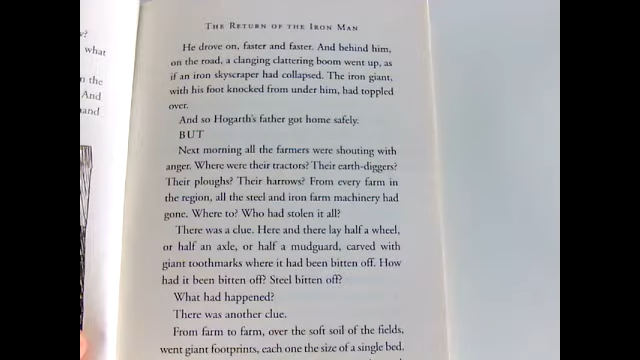 ?
what
n the
And
and
THE RETURN OF THE IRON MAN
He drove on, faster and faster. And behind him,
on the road, a clanging clattering boom went up, as
if an iron skyscraper had collapsed. The iron giant,
with his foot knocked from under him, had toppled
over.
And so Hogarth's father got home safely.
BUT
Next morning all the farmers were shouting with
anger. Where were their tractors? Their earth-diggers?
Their ploughs? Their harrows? From every farm in
the region, all the steel and iron farm machinery had
gone. Where to? Who had stolen it all?
There was a clue. Here and there lay half a wheel,
or half an axle, or half a mudguard, carved with
giant toothmarks where it had been bitten off. How
had it been bitten off? Steel bitten off?
What had happened?
There was another clue.
From farm to farm, over the soft soil of the fields,
went giant footprints, each one the size of a single bed.